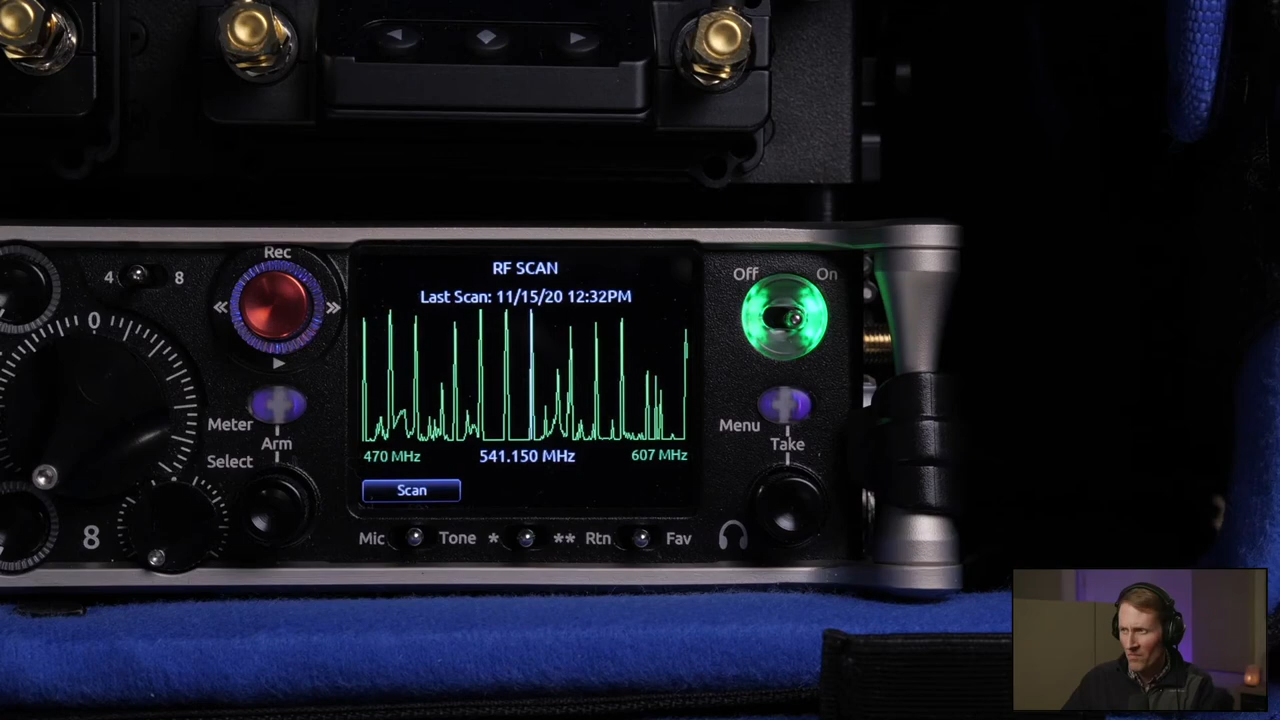 Rec
4 8
0
RF SCAN
Last Scan: 11/15/20 12:32PM
Off On
Meter
Arm
Select
Menu
Take
470 MHz 541.150 MHz 607 MHz
Scan
8
Mic Tone * ** Rtn Fav